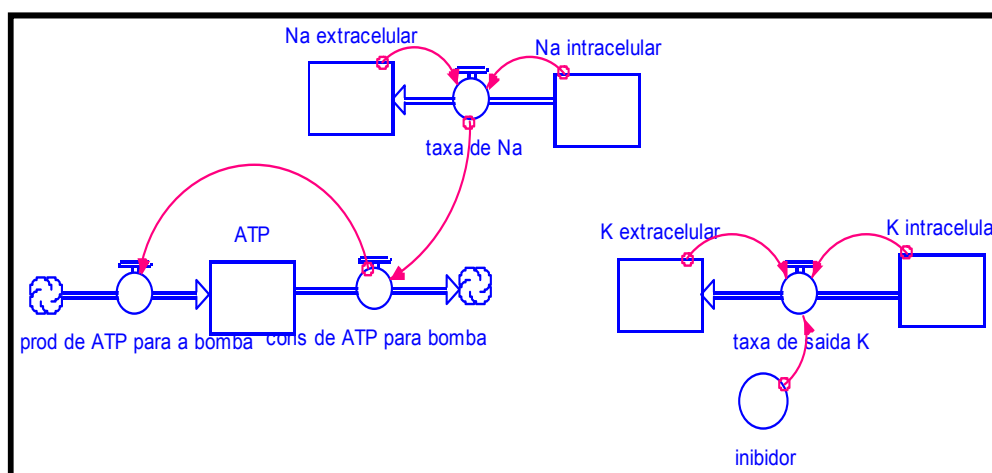 Na extracelular
Na intracelular
taxa de Na
ATP
K extracelular
K intracelula
prod de ATP para a bomba
cons de ATP para bomba
taxa de saida K
inibidor